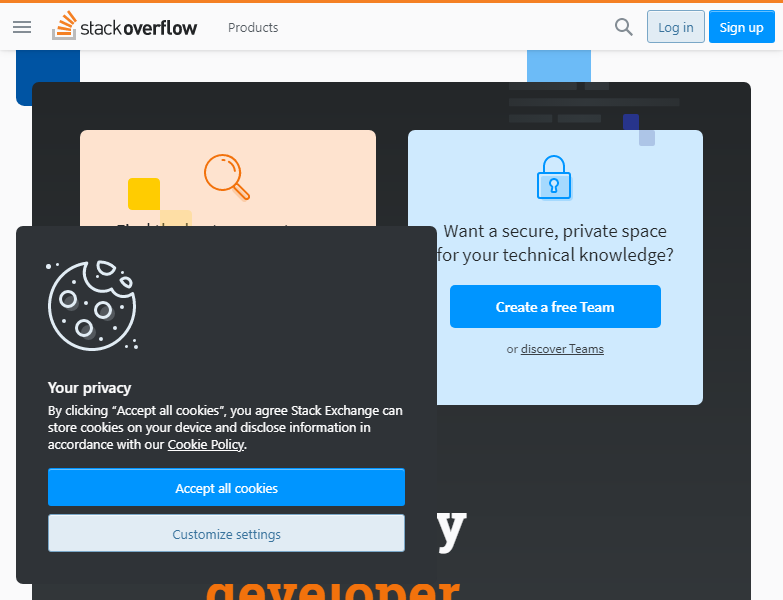 stackoverflow
Products
Log in
Sign up
Want a secure, private space
for your technical knowledge?
Create a free Team
or discover Teams
Your privacy
By clicking “Accept all cookies”, you agree Stack Exchange can
store cookies on your device and disclose information in
accordance with our Cookie Policy.
Accept all cookies
Customize settings
y
developer